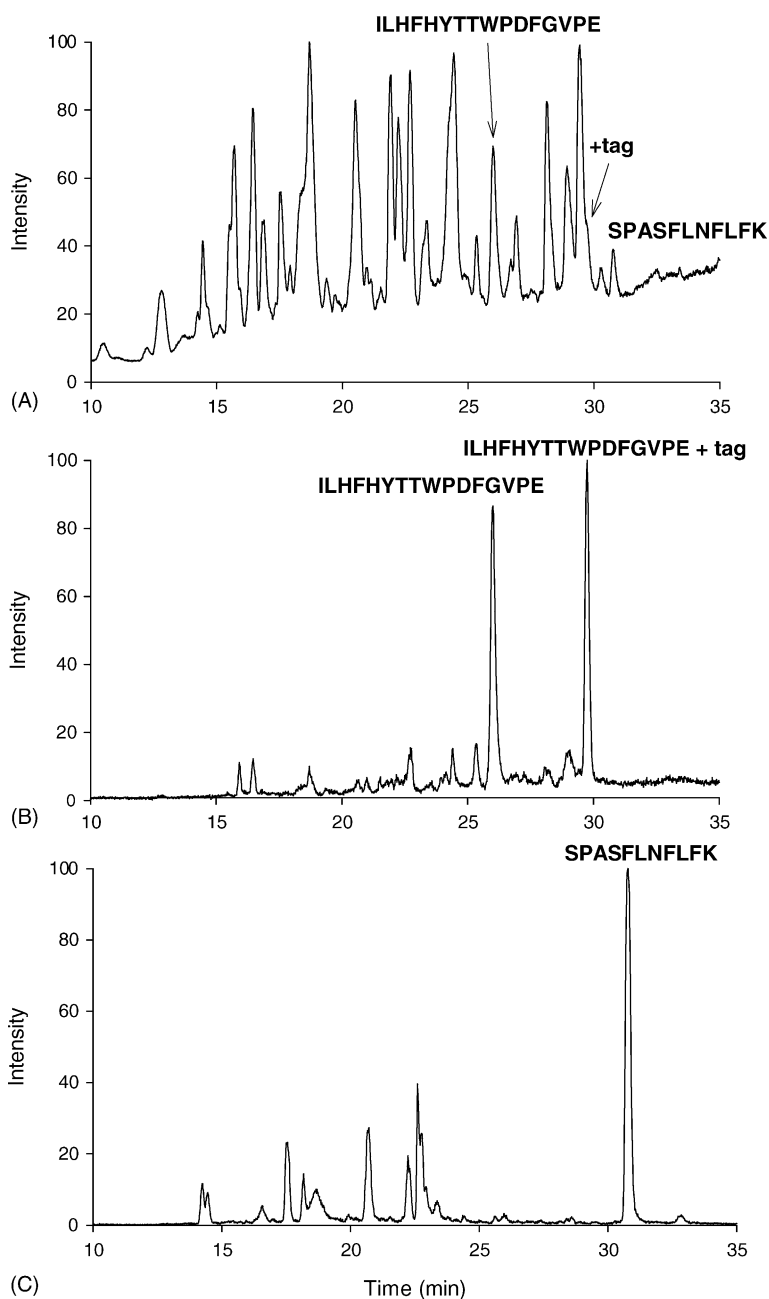 ILHFHYTTWPDFGVPE
100
80
+tag
60
SPASFLNFLFK
Intensity
40
20
0
(A)
10 15 20 25 30 35
ILHFHYTTWPDFGVPE + tag
100
ILHFHYTTWPDFGVPE
80
60
Intensity
40
20
0
(B)
10 15 20 25 30 35
SPASFLNFLFK
100
80
60
Intensity
40
20
0
10 15 20 25 30 35
(C)
Time (min)